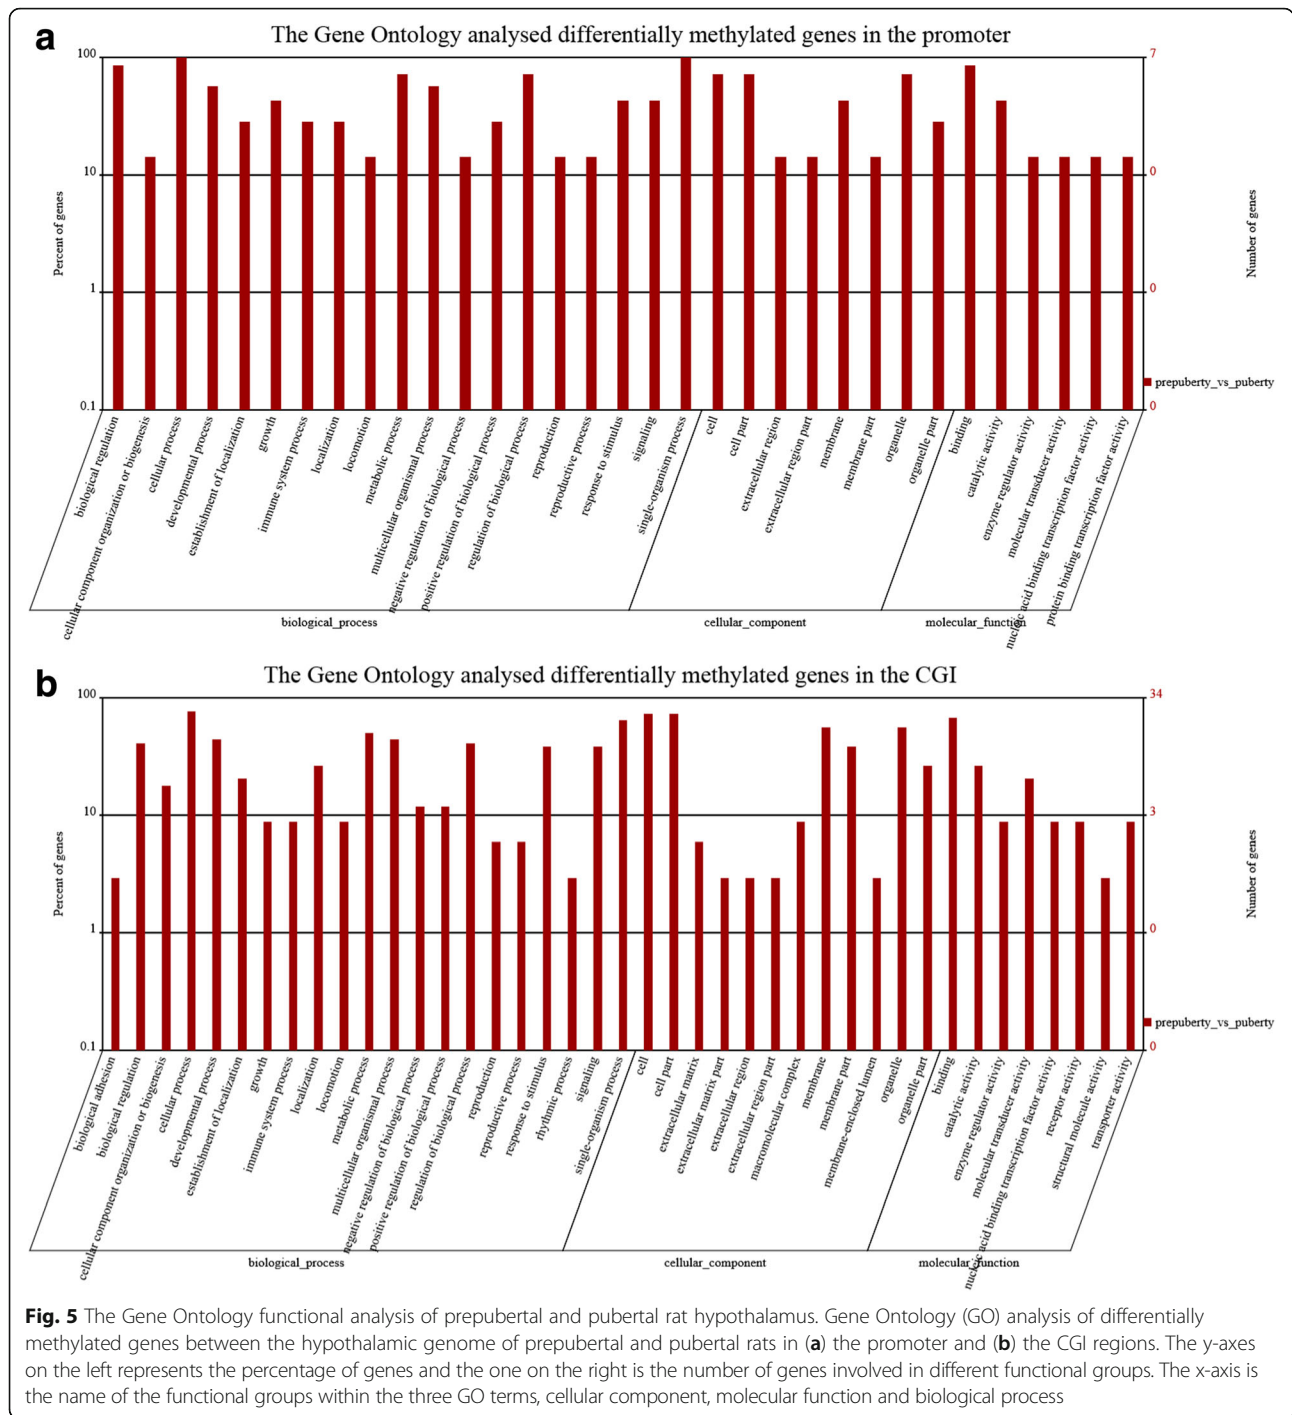 a
The Gene Ontology analysed differentially methylated genes in the promoter
100
10
1
0.1
Percent of genes
7
0
0
0
Number of genes
prepuberty_vs_puberty
biological regulation
cellular component organization or biogenesis
cellular process
developmental process
establishment of localization
growth
immune system process
localization
locomotion
metabolic process
multicellular organismal process
negative regulation of biological process
positive regulation of biological process
regulation of biological process
reproduction
reproductive process
response to stimulus
signaling
single-organism process
cell
cell part
extracellular region
extracellular region part
membrane
membrane part
organelle
organelle part
binding
catalytic activity
enzyme regulator activity
molecular transducer activity
nucleic acid binding transcription factor activity
protein binding transcription factor activity
biological_process
cellular_component
molecular_function
b
The Gene Ontology analysed differentially methylated genes in the CGI
100
10
1
0.1
Percent of genes
34
3
0
0
Number of genes
prepuberty_vs_puberty
biological adhesion
biological regulation
cellular component organization or biogenesis
cellular process
developmental process
establishment of localization
growth
immune system process
localization
locomotion
metabolic process
multicellular organismal process
negative regulation of biological process
positive regulation of biological process
regulation of biological process
reproduction
reproductive process
response to stimulus
rhythmic process
signaling
single-organism process
cell
cell part
extracellular matrix
extracellular matrix part
extracellular region
extracellular region part
macromolecular complex
membrane
membrane part
membrane-enclosed lumen
organelle
organelle part
binding
catalytic activity
enzyme regulator activity
molecular transducer activity
nucleic acid binding transcription factor activity
receptor activity
structural molecule activity
transporter activity
biological_process
cellular_component
molecular_function
Fig. 5 The Gene Ontology functional analysis of prepubertal and pubertal rat hypothalamus. Gene Ontology (GO) analysis of differentially
methylated genes between the hypothalamic genome of prepubertal and pubertal rats in (a) the promoter and (b) the CGI regions. The y-axes
on the left represents the percentage of genes and the one on the right is the number of genes involved in different functional groups. The x-axis is
the name of the functional groups within the three GO terms, cellular component, molecular function and biological process